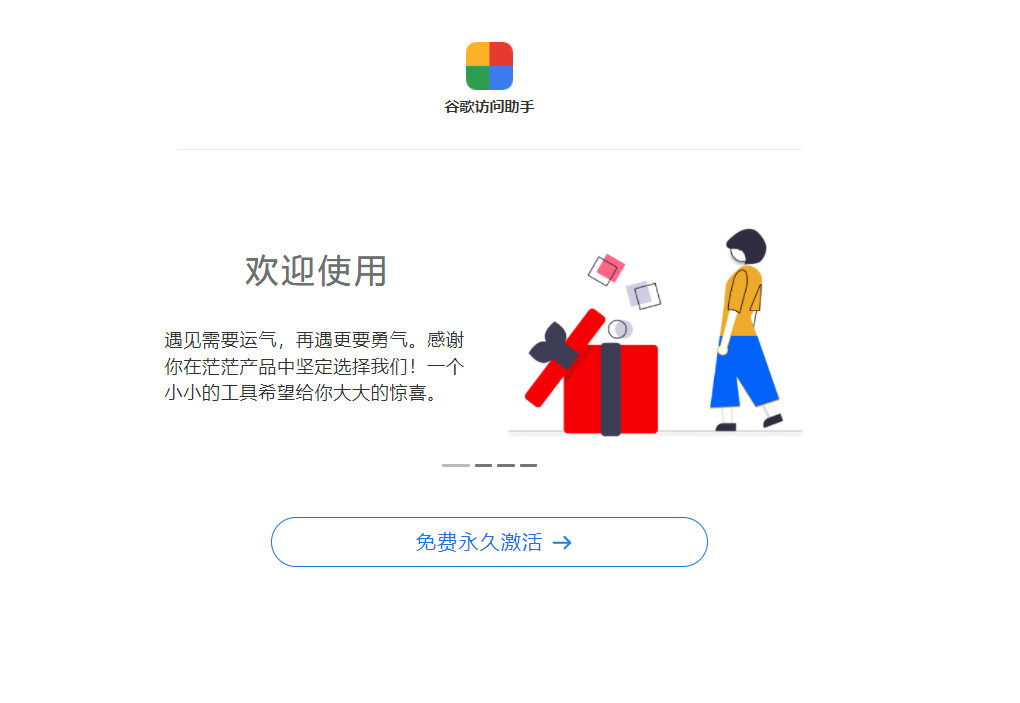 谷歌访问助手
欢迎使用
遇见需要运气，再遇更要勇气。感谢
你在茫茫产品中坚定选择我们！一个
小小的工具希望给你大大的惊喜。
免费永久激活 →